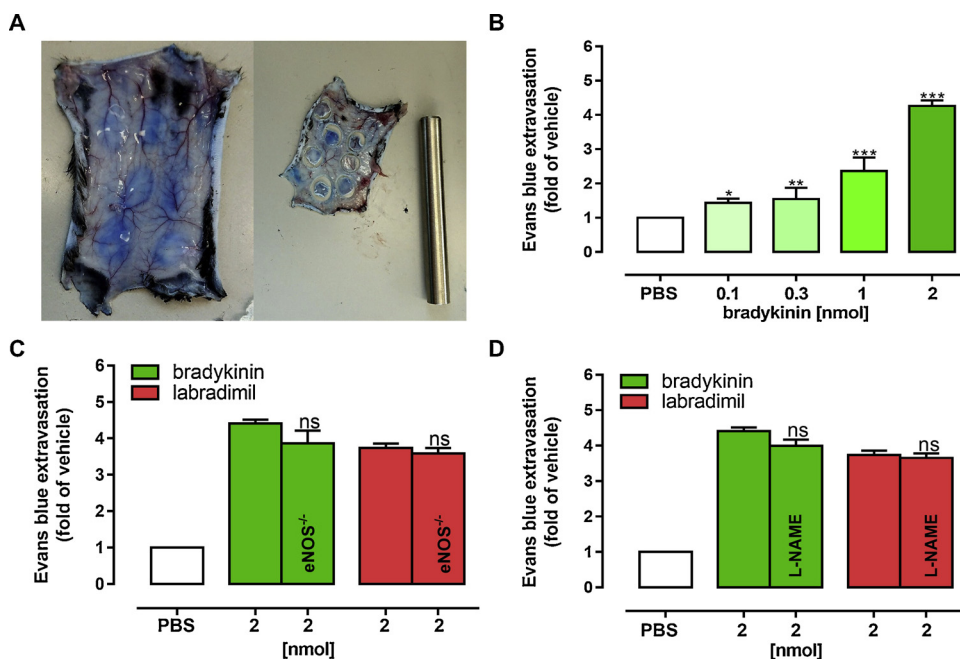 A
B
Evans blue extravasation
(fold of vehicle)
6
5
4
3
2
1
0
*
**
***
***
PBS 0.1 0.3 1 2
bradykinin [nmol]
C
Evans blue extravasation
(fold of vehicle)
6
5
4
3
2
1
0
bradykinin
labradimil
ns
ns
eNOS-/-
eNOS-/-
PBS 2 2 2 2
[nmol]
D
Evans blue extravasation
(fold of vehicle)
6
5
4
3
2
1
0
bradykinin
labradimil
ns
ns
L-NAME
L-NAME
PBS 2 2 2 2
[nmol]